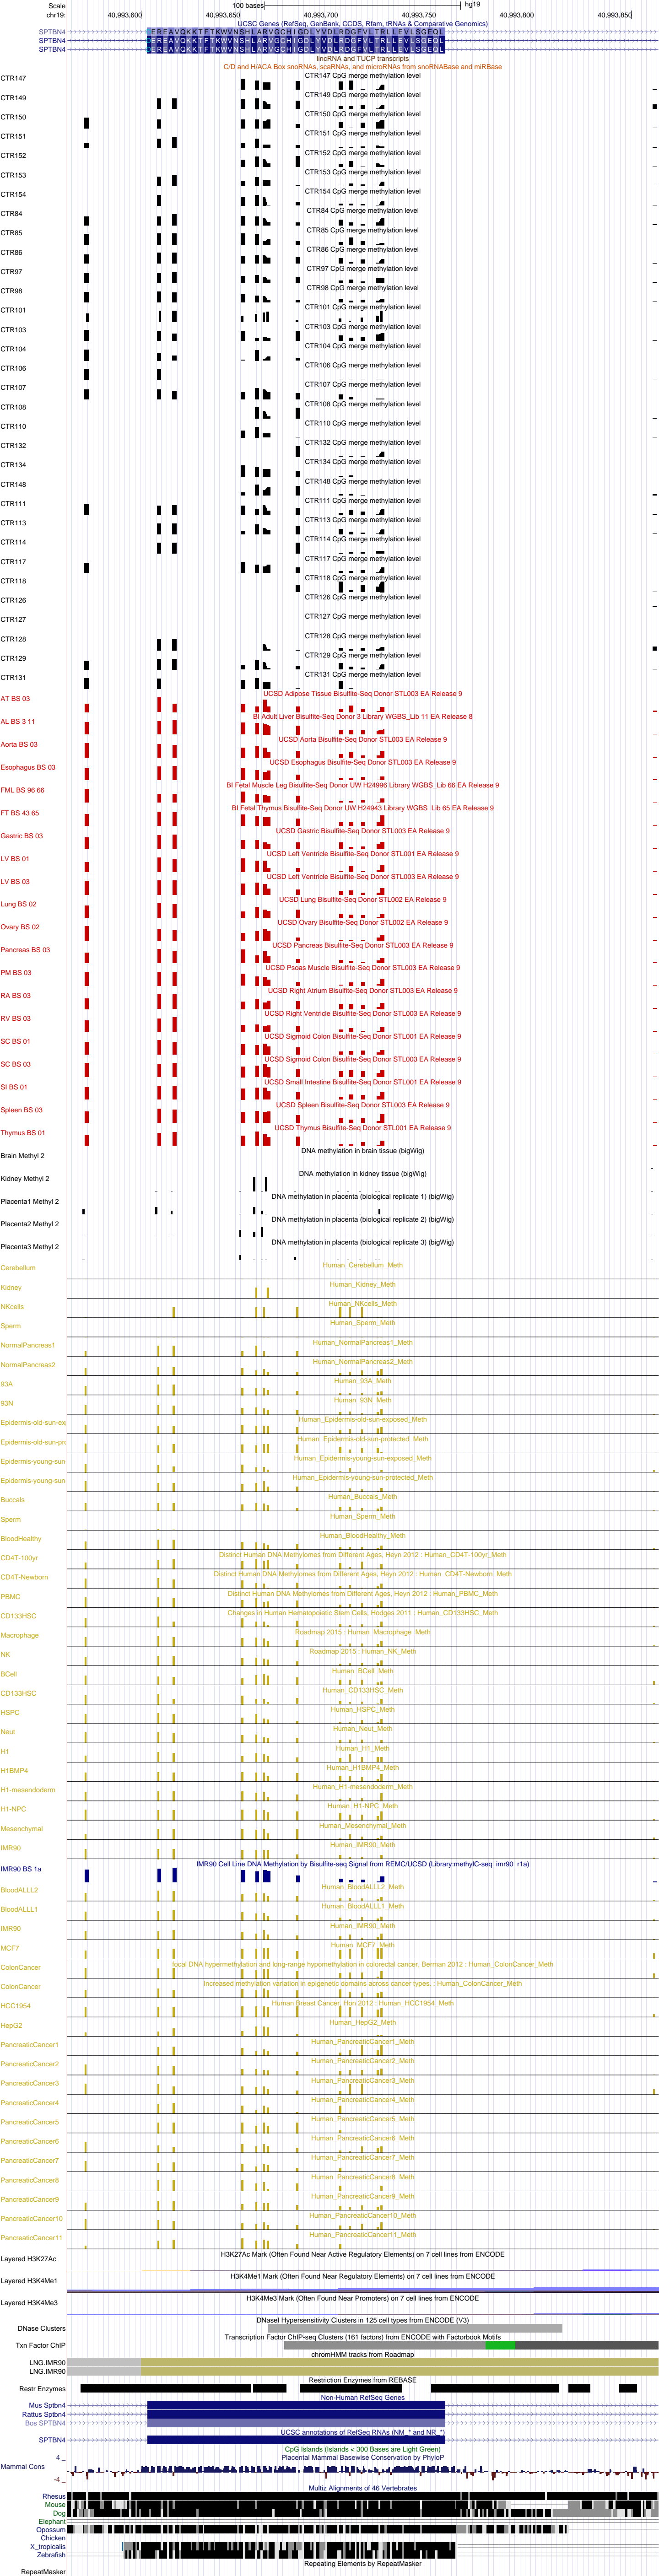 Scale 100 bases hg19
chr19: 40,993,600 40,993,650 40,993,700 40,993,750 40,993,800 40,993,850
UCSC Genes (RefSeq, GenBank, CCDS, Rfam, tRNAs & Comparative Genomics)
SPTBN4 EREAVQKKTFTKWVNSHLARVGCHIGDLYVDLRDGFVLTRLLEVLSGEQL
SPTBN4 EREAVQKKTFTKWVNSHLARVGCHIGDLYVDLRDGFVLTRLLEVLSGEQL
SPTBN4 EREAVQKKTFTKWVNSHLARVGCHIGDLYVDLRDGFVLTRLLEVLSGEQL
lincRNA and TUCP transcripts
C/D and H/ACA Box snoRNAs, scaRNAs, and microRNAs from snoRNABase and miRBase
CTR147 CTR147 CpG merge methylation level
CTR149 CTR149 CpG merge methylation level
CTR150 CTR150 CpG merge methylation level
CTR151 CTR151 CpG merge methylation level
CTR152 CTR152 CpG merge methylation level
CTR153 CTR153 CpG merge methylation level
CTR154 CTR154 CpG merge methylation level
CTR84 CTR84 CpG merge methylation level
CTR85 CTR85 CpG merge methylation level
CTR86 CTR86 CpG merge methylation level
CTR97 CTR97 CpG merge methylation level
CTR98 CTR98 CpG merge methylation level
CTR101 CTR101 CpG merge methylation level
CTR103 CTR103 CpG merge methylation level
CTR104 CTR104 CpG merge methylation level
CTR106 CTR106 CpG merge methylation level
CTR107 CTR107 CpG merge methylation level
CTR108 CTR108 CpG merge methylation level
CTR110 CTR110 CpG merge methylation level
CTR132 CTR132 CpG merge methylation level
CTR134 CTR134 CpG merge methylation level
CTR148 CTR148 CpG merge methylation level
CTR111 CTR111 CpG merge methylation level
CTR113 CTR113 CpG merge methylation level
CTR114 CTR114 CpG merge methylation level
CTR117 CTR117 CpG merge methylation level
CTR118 CTR118 CpG merge methylation level
CTR126 CTR126 CpG merge methylation level
CTR127 CTR127 CpG merge methylation level
CTR128 CTR128 CpG merge methylation level
CTR129 CTR129 CpG merge methylation level
CTR131 CTR131 CpG merge methylation level
UCSD Adipose Tissue Bisulfite-Seq Donor STL003 EA Release 9
AT BS 03
BI Adult Liver Bisulfite-Seq Donor 3 Library WGBS_Lib 11 EA Release 8
AL BS 3 11
UCSD Aorta Bisulfite-Seq Donor STL003 EA Release 9
Aorta BS 03
UCSD Esophagus Bisulfite-Seq Donor STL003 EA Release 9
Esophagus BS 03
BI Fetal Muscle Leg Bisulfite-Seq Donor UW H24996 Library WGBS_Lib 66 EA Release 9
FML BS 96 66
BI Fetal Thymus Bisulfite-Seq Donor UW H24943 Library WGBS_Lib 65 EA Release 9
FT BS 43 65
UCSD Gastric Bisulfite-Seq Donor STL003 EA Release 9
Gastric BS 03
UCSD Left Ventricle Bisulfite-Seq Donor STL001 EA Release 9
LV BS 01
UCSD Left Ventricle Bisulfite-Seq Donor STL003 EA Release 9
LV BS 03
UCSD Lung Bisulfite-Seq Donor STL002 EA Release 9
Lung BS 02
UCSD Ovary Bisulfite-Seq Donor STL002 EA Release 9
Ovary BS 02
UCSD Pancreas Bisulfite-Seq Donor STL003 EA Release 9
Pancreas BS 03
UCSD Psoas Muscle Bisulfite-Seq Donor STL003 EA Release 9
PM BS 03
UCSD Right Atrium Bisulfite-Seq Donor STL003 EA Release 9
RA BS 03
UCSD Right Ventricle Bisulfite-Seq Donor STL003 EA Release 9
RV BS 03
UCSD Sigmoid Colon Bisulfite-Seq Donor STL001 EA Release 9
SC BS 01
UCSD Sigmoid Colon Bisulfite-Seq Donor STL003 EA Release 9
SC BS 03
UCSD Small Intestine Bisulfite-Seq Donor STL001 EA Release 9
SI BS 01
UCSD Spleen Bisulfite-Seq Donor STL003 EA Release 9
Spleen BS 03
UCSD Thymus Bisulfite-Seq Donor STL001 EA Release 9
Thymus BS 01
DNA methylation in brain tissue (bigWig)
Brain Methyl 2
DNA methylation in kidney tissue (bigWig)
Kidney Methyl 2
DNA methylation in placenta (biological replicate 1) (bigWig)
Placenta1 Methyl 2
DNA methylation in placenta (biological replicate 2) (bigWig)
Placenta2 Methyl 2
DNA methylation in placenta (biological replicate 3) (bigWig)
Placenta3 Methyl 2
Cerebellum Human_Cerebellum_Meth
Kidney Human_Kidney_Meth
NKcells Human_NKcells_Meth
Sperm Human_Sperm_Meth
NormalPancreas1 Human_NormalPancreas1_Meth
NormalPancreas2 Human_NormalPancreas2_Meth
93A Human_93A_Meth
93N Human_93N_Meth
Epidermis-old-sun-ex Human_Epidermis-old-sun-exposed_Meth
Epidermis-old-sun-pr Human_Epidermis-old-sun-protected_Meth
Epidermis-young-sun Human_Epidermis-young-sun-exposed_Meth
Epidermis-young-sun Human_Epidermis-young-sun-protected_Meth
Buccals Human_Buccals_Meth
Sperm Human_Sperm_Meth
BloodHealthy Human_BloodHealthy_Meth
CD4T-100yr Distinct Human DNA Methylomes from Different Ages, Heyn 2012 : Human_CD4T-100yr_Meth
CD4T-Newborn Distinct Human DNA Methylomes from Different Ages, Heyn 2012 : Human_CD4T-Newborn_Meth
PBMC Distinct Human DNA Methylomes from Different Ages, Heyn 2012 : Human_PBMC_Meth
CD133HSC Changes in Human Hematopoietic Stem Cells, Hodges 2011 : Human_CD133HSC_Meth
Macrophage Roadmap 2015 : Human_Macrophage_Meth
NK Roadmap 2015 : Human_NK_Meth
BCell Human_BCell_Meth
CD133HSC Human_CD133HSC_Meth
HSPC Human_HSPC_Meth
Neut Human_Neut_Meth
H1 Human_H1_Meth
H1BMP4 Human_H1BMP4_Meth
H1-mesendoderm Human_H1-mesendoderm_Meth
H1-NPC Human_H1-NPC_Meth
Mesenchymal Human_Mesenchymal_Meth
IMR90 Human_IMR90_Meth
IMR90 Cell Line DNA Methylation by Bisulfite-seq Signal from REMC/UCSD (Library:methylC-seq_imr90_r1a)
IMR90 BS 1a
BloodALLL2 Human_BloodALLL2_Meth
BloodALLL1 Human_BloodALLL1_Meth
IMR90 Human_IMR90_Meth
MCF7 Human_MCF7_Meth
ColonCancer focal DNA hypermethylation and long-range hypomethylation in colorectal cancer, Berman 2012 : Human_ColonCancer_Meth
ColonCancer Increased methylation variation in epigenetic domains across cancer types. : Human_ColonCancer_Meth
HCC1954 Human Breast Cancer, Hon 2012 : Human_HCC1954_Meth
HepG2 Human_HepG2_Meth
PancreaticCancer1 Human_PancreaticCancer1_Meth
PancreaticCancer2 Human_PancreaticCancer2_Meth
PancreaticCancer3 Human_PancreaticCancer3_Meth
PancreaticCancer4 Human_PancreaticCancer4_Meth
PancreaticCancer5 Human_PancreaticCancer5_Meth
PancreaticCancer6 Human_PancreaticCancer6_Meth
PancreaticCancer7 Human_PancreaticCancer7_Meth
PancreaticCancer8 Human_PancreaticCancer8_Meth
PancreaticCancer9 Human_PancreaticCancer9_Meth
PancreaticCancer10 Human_PancreaticCancer10_Meth
PancreaticCancer11 Human_PancreaticCancer11_Meth
H3K27Ac Mark (Often Found Near Active Regulatory Elements) on 7 cell lines from ENCODE
Layered H3K27Ac
H3K4Me1 Mark (Often Found Near Regulatory Elements) on 7 cell lines from ENCODE
Layered H3K4Me1
H3K4Me3 Mark (Often Found Near Promoters) on 7 cell lines from ENCODE
Layered H3K4Me3
DNaseI Hypersensitivity Clusters in 125 cell types from ENCODE (V3)
DNase Clusters
Transcription Factor ChIP-seq Clusters (161 factors) from ENCODE with Factorbook Motifs
Txn Factor ChIP
chromHMM tracks from Roadmap
LNG.IMR90
LNG.IMR90
Restriction Enzymes from REBASE
Restr Enzymes
Non-Human RefSeq Genes
Mus Sptbn4
Rattus Sptbn4
Bos SPTBN4
UCSC annotations of RefSeq RNAs (NM_* and NR_*)
SPTBN4
CpG Islands (Islands < 300 Bases are Light Green)
Placental Mammal Basewise Conservation by PhyloP
4 _
Mammal Cons
-4 _
Multiz Alignments of 46 Vertebrates
Rhesus
Mouse
Dog
Elephant
Opossum
Chicken
X_tropicalis
Zebrafish
Repeating Elements by RepeatMasker
RepeatMasker